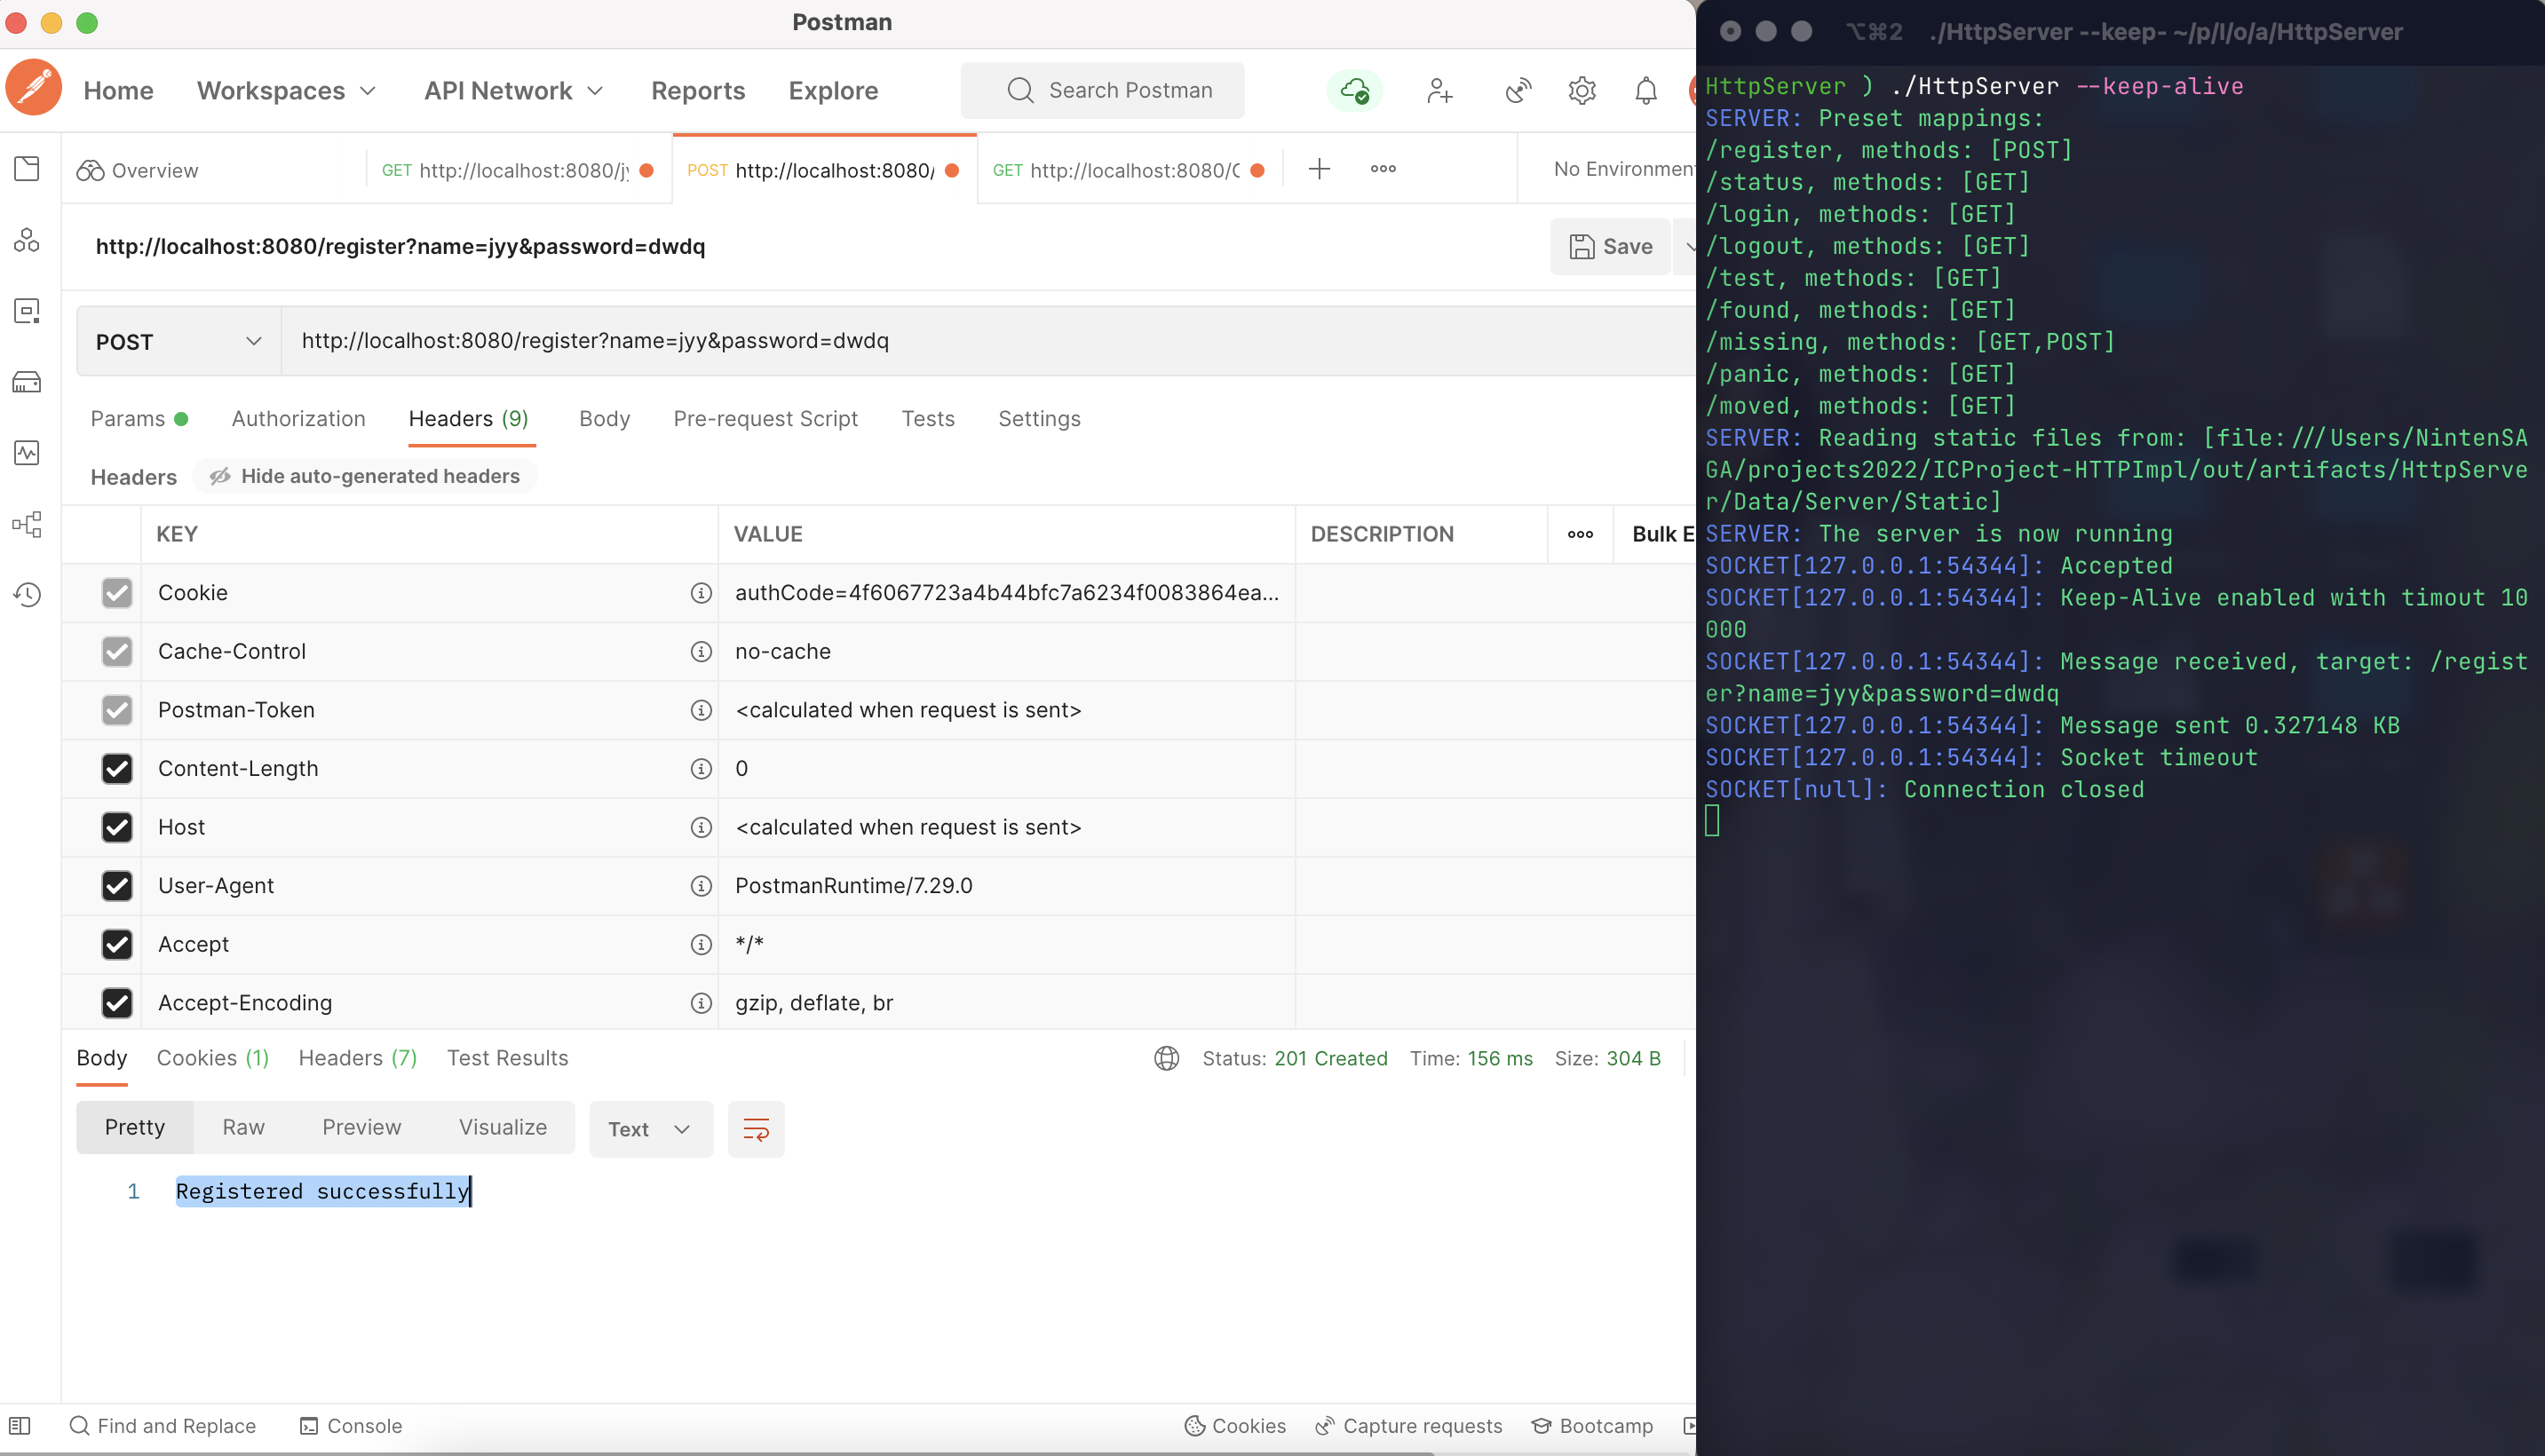 Postman
Home Workspaces API Network Reports Explore Search Postman
Overview GET http://localhost:8080/jy POST http://localhost:8080/ GET http://localhost:8080/C No Environmen
http://localhost:8080/register?name=jyy&password=dwdq Save
POST http://localhost:8080/register?name=jyy&password=dwdq
Params Authorization Headers (9) Body Pre-request Script Tests Settings
Headers Hide auto-generated headers
KEY VALUE DESCRIPTION Bulk E
Cookie authCode=4f6067723a4b44bfc7a6234f0083864ea...
Cache-Control no-cache
Postman-Token <calculated when request is sent>
Content-Length 0
Host <calculated when request is sent>
User-Agent PostmanRuntime/7.29.0
Accept */*
Accept-Encoding gzip, deflate, br
Body Cookies (1) Headers (7) Test Results Status: 201 Created Time: 156 ms Size: 304 B
Pretty Raw Preview Visualize Text
1 Registered successfully
Find and Replace Console Cookies Capture requests Bootcamp
⌥⌘2 ./HttpServer --keep- ~/p/I/o/a/HttpServer
HttpServer ) ./HttpServer --keep-alive
SERVER: Preset mappings:
/register, methods: [POST]
/status, methods: [GET]
/login, methods: [GET]
/logout, methods: [GET]
/test, methods: [GET]
/found, methods: [GET]
/missing, methods: [GET,POST]
/panic, methods: [GET]
/moved, methods: [GET]
SERVER: Reading static files from: [file:///Users/NintenSA
GA/projects2022/ICProject-HTTPImpl/out/artifacts/HttpServe
r/Data/Server/Static]
SERVER: The server is now running
SOCKET[127.0.0.1:54344]: Accepted
SOCKET[127.0.0.1:54344]: Keep-Alive enabled with timout 10
000
SOCKET[127.0.0.1:54344]: Message received, target: /regist
er?name=jyy&password=dwdq
SOCKET[127.0.0.1:54344]: Message sent 0.327148 KB
SOCKET[127.0.0.1:54344]: Socket timeout
SOCKET[null]: Connection closed